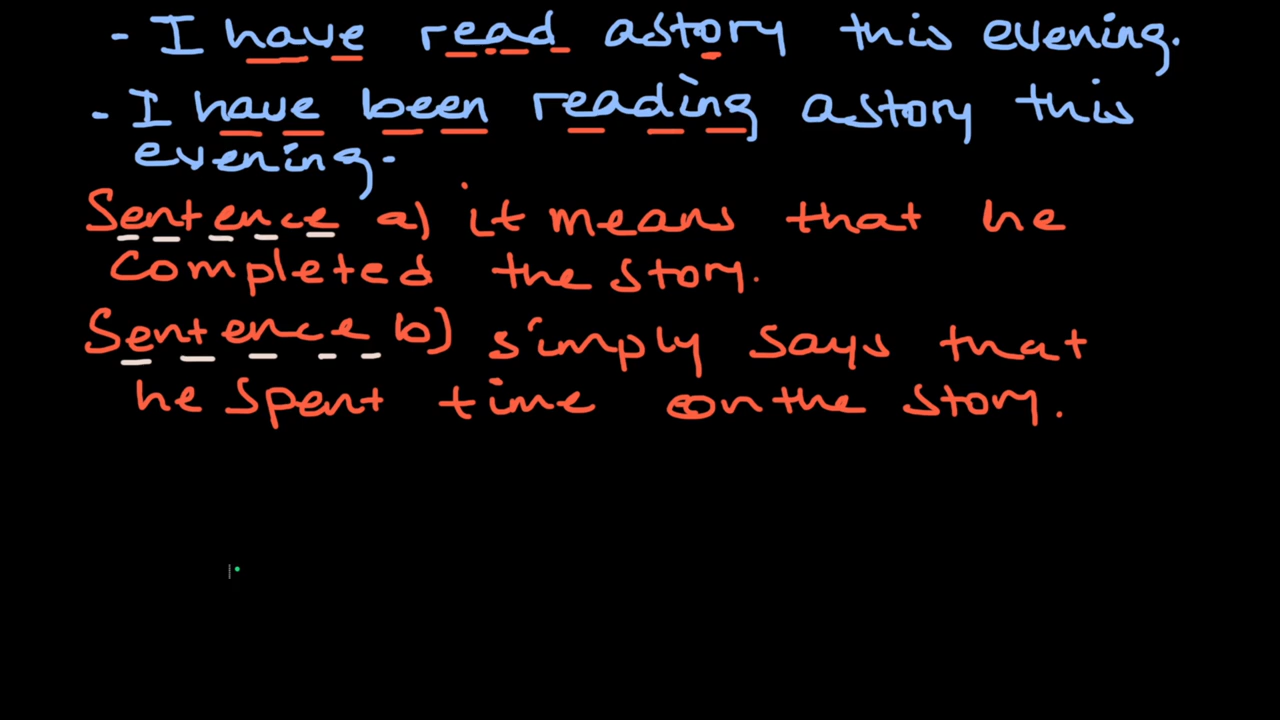 - I have read astory this evening.
- I have been reading astory this
evening.
Sentence a) it means that he
completed the story.
Sentence b) simply says that
he spent time on the story.